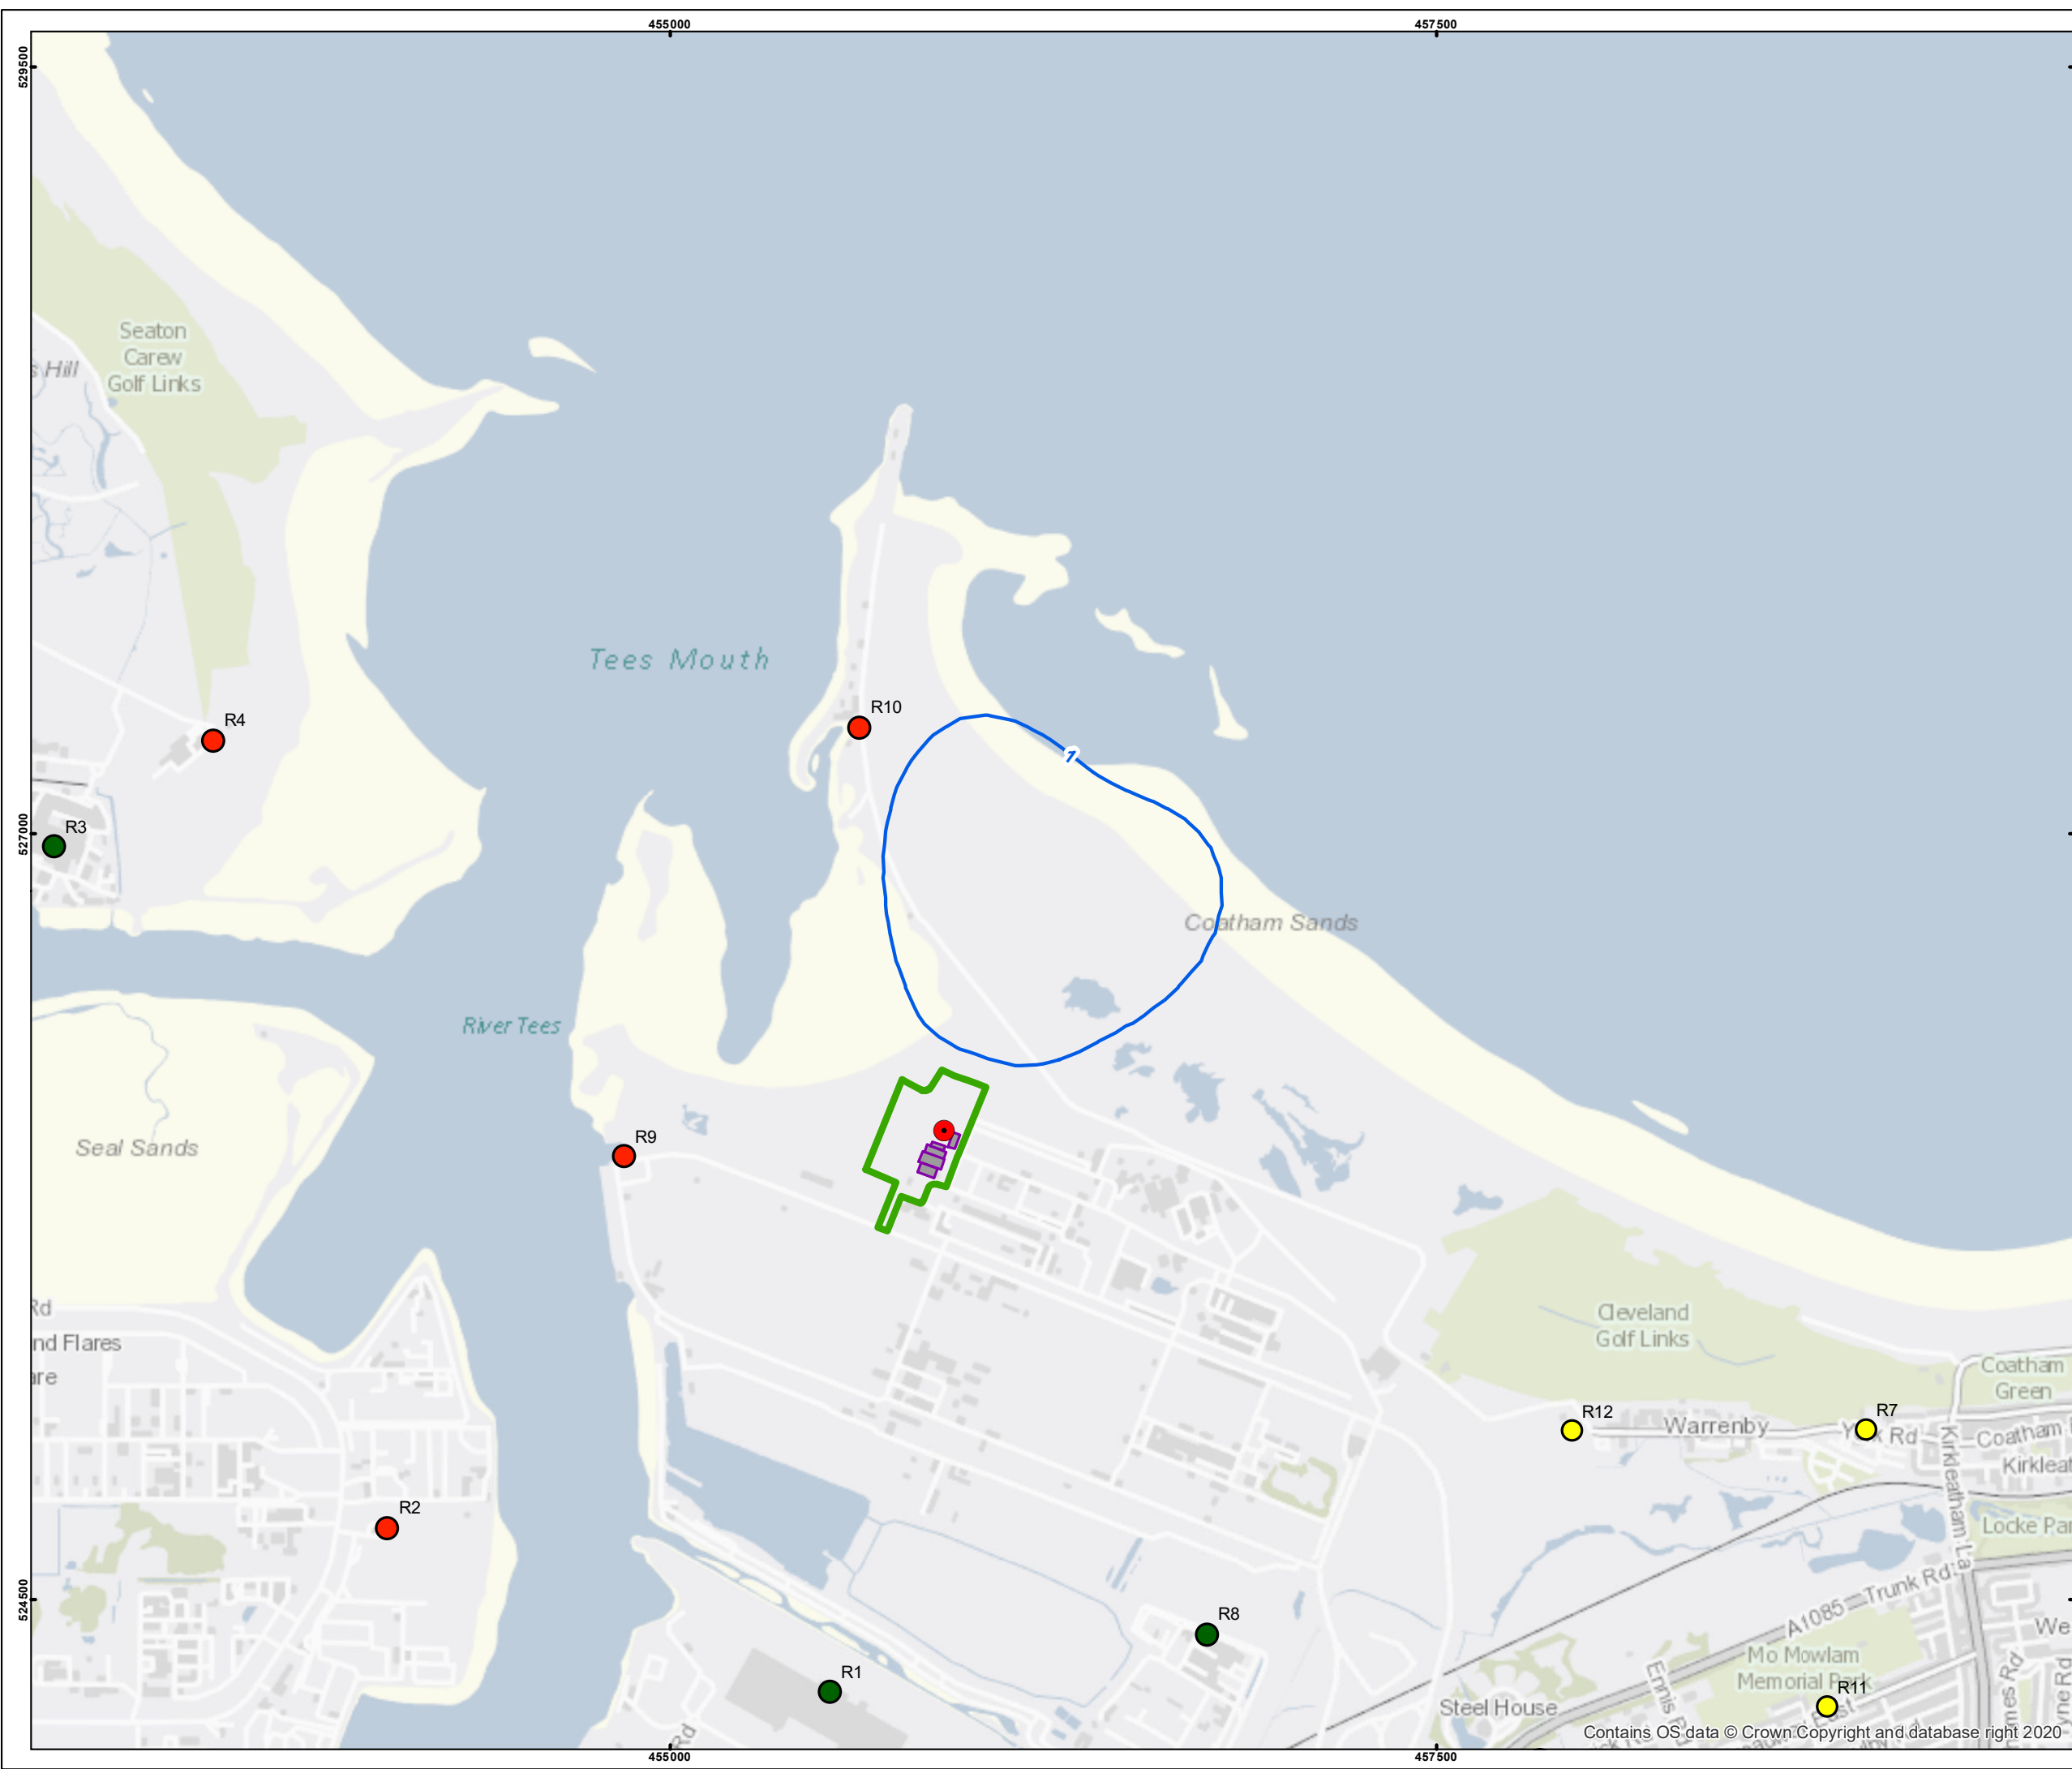 455000
457500
529500
Seaton
Carew
Golf Links
s Hill
Tees Mouth
R10
R4
1
R3
527000
Coatham Sands
River Tees
R9
Seal Sands
Rd
nd Flares
are
Cleveland
Golf Links
Coatham
Green
R12
R7
Warrenby
Rd
Coatham
Kirkleat
Kirkleatham La
R2
Locke Par
524500
A1085
Trunk Rd
R8
We
Mo Mowlam
Memorial Park
R1
R11
Ennis R
Steel House
Rd
Contains OS data © Crown Copyright and database right 2020
455000
457500